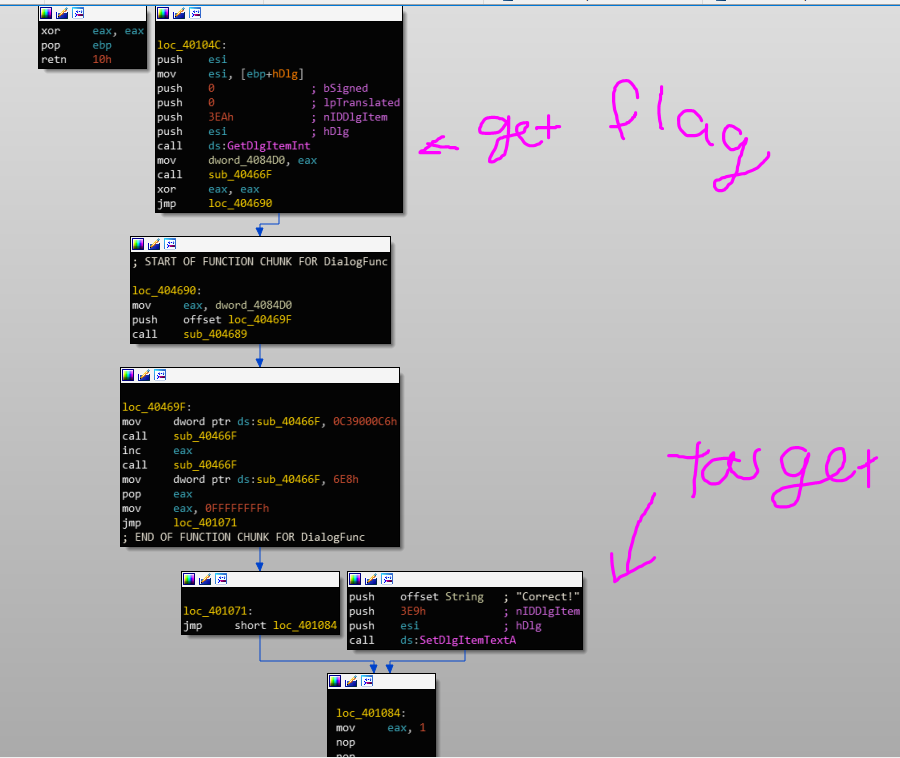 xor eax, eax
pop ebp
retn 10h
loc_40104C:
push esi
mov esi, [ebp+hDlg]
push 0 ; bSigned
push 0 ; lpTranslated
push 3EAh ; nIDDlgItem
push esi ; hDlg
call ds:GetDlgItemInt
mov dword_4084D0, eax
call sub_40466F
xor eax, eax
jmp loc_404690
← get flag
; START OF FUNCTION CHUNK FOR DialogFunc
loc_404690:
mov eax, dword_4084D0
push offset loc_40469F
call sub_404689
loc_40469F:
mov dword ptr ds:sub_40466F, 0C39000C6h
call sub_40466F
inc eax
call sub_40466F
mov dword ptr ds:sub_40466F, 6E8h
pop eax
mov eax, 0FFFFFFFFh
jmp loc_401071
; END OF FUNCTION CHUNK FOR DialogFunc
target
loc_401071:
jmp short loc_401084
push offset String ; "Correct!"
push 3E9h ; nIDDlgItem
push esi ; hDlg
call ds:SetDlgItemTextA
loc_401084:
mov eax, 1
nop
nop